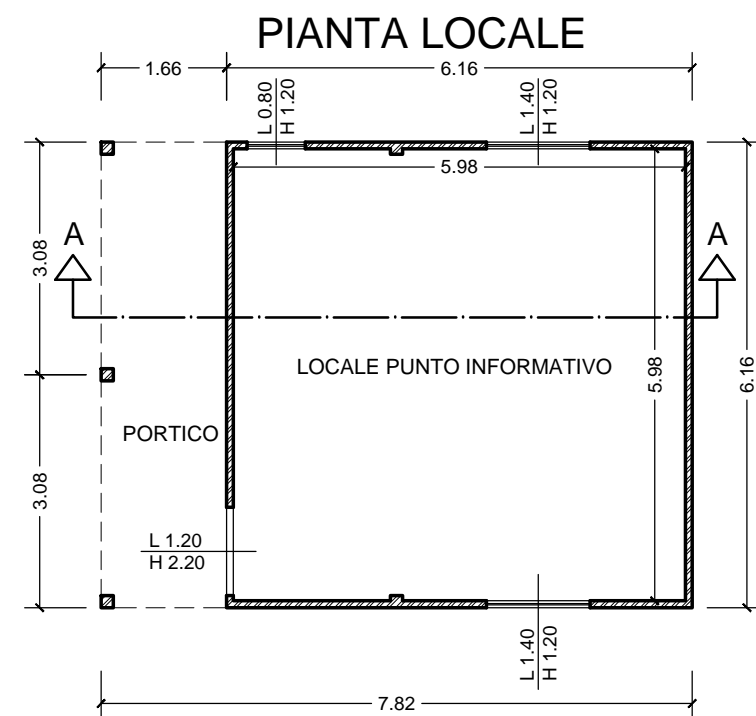 PIANTA LOCALE
1.66
6.16
L 0.80
H 1.20
L 1.40
H 1.20
5.98
A
A
3.08
LOCALE PUNTO INFORMATIVO
5.98
6.16
PORTICO
3.08
L 1.20
H 2.20
L 1.40
H 1.20
7.82